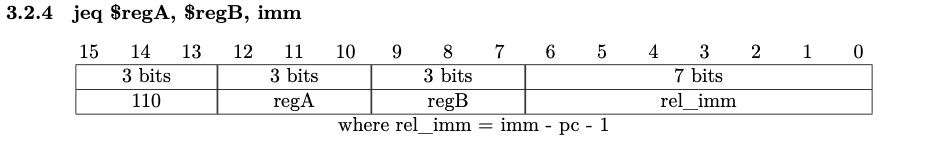 3.2.4 jeq $regA, $regB, imm
15 14 13 12 11 10 9 8 7 6 5 4 3 2 1 0
3 bits 3 bits 3 bits 7 bits
110 regA regB rel_imm
where rel_imm = imm - pc - 1